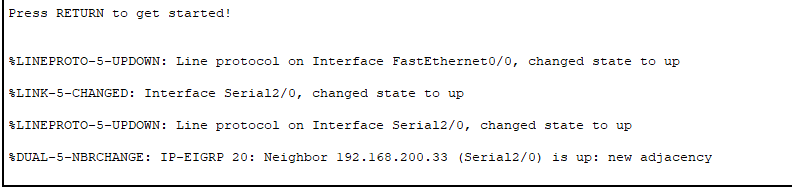 Press RETURN to get started!
%LINEPROTO-5-UPDOWN: Line protocol on Interface FastEthernet0/0, changed state to up
%LINK-5-CHANGED: Interface Serial2/0, changed state to up
%LINEPROTO-5-UPDOWN: Line protocol on Interface Serial2/0, changed state to up
%DUAL-5-NBRCHANGE: IP-EIGRP 20: Neighbor 192.168.200.33 (Serial2/0) is up: new adjacency